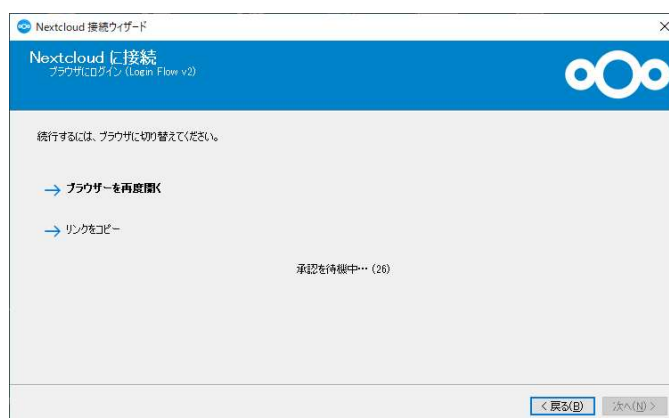 Nextcloud 接続ウィザード
Nextcloud に接続
ブラウザにログイン (Login Flow v2)
続行するには、ブラウザに切り替えてください。
→ ブラウザーを再度開く
→ リンクをコピー
承認を待機中… (26)
< 戻る(B)
次へ(N) >